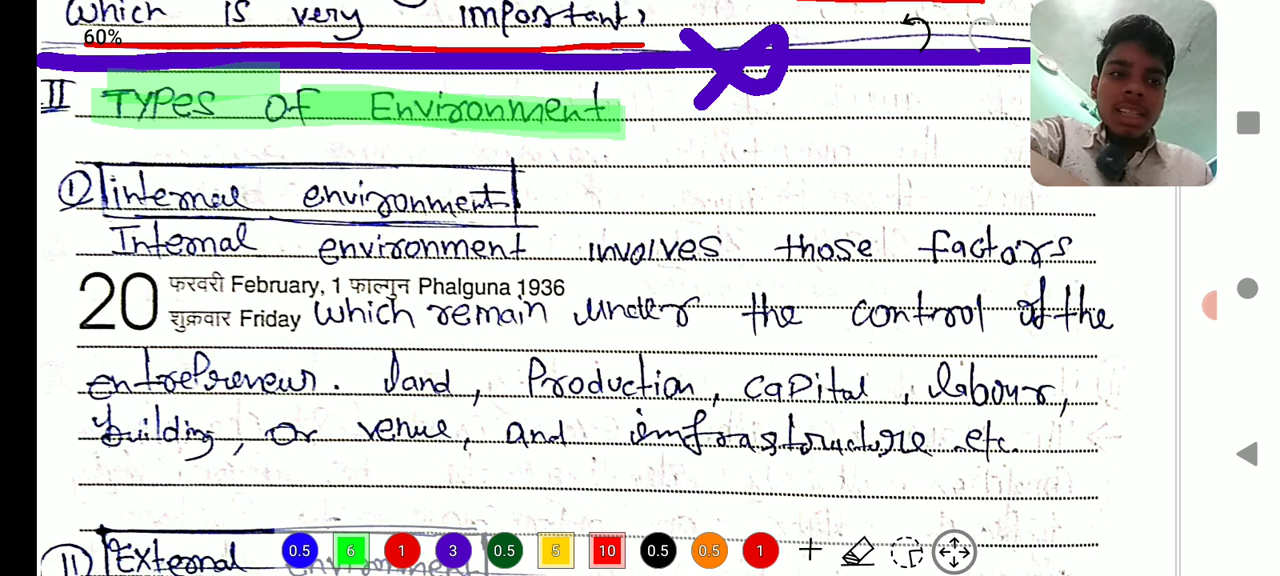 which is very important,
60%
II Types of Environment
① internal environment
Internal environment involves those factors
20 फरवरी February, 1 फाल्गुन Phalguna 1936
शुक्रवार Friday which remain under the control of the
entrepreneur. land, Production, capital, labour,
building, or venue, and imfrastructure etc.
11) External environment
0.5 6 1 3 0.5 5 10 0.5 0.5 1